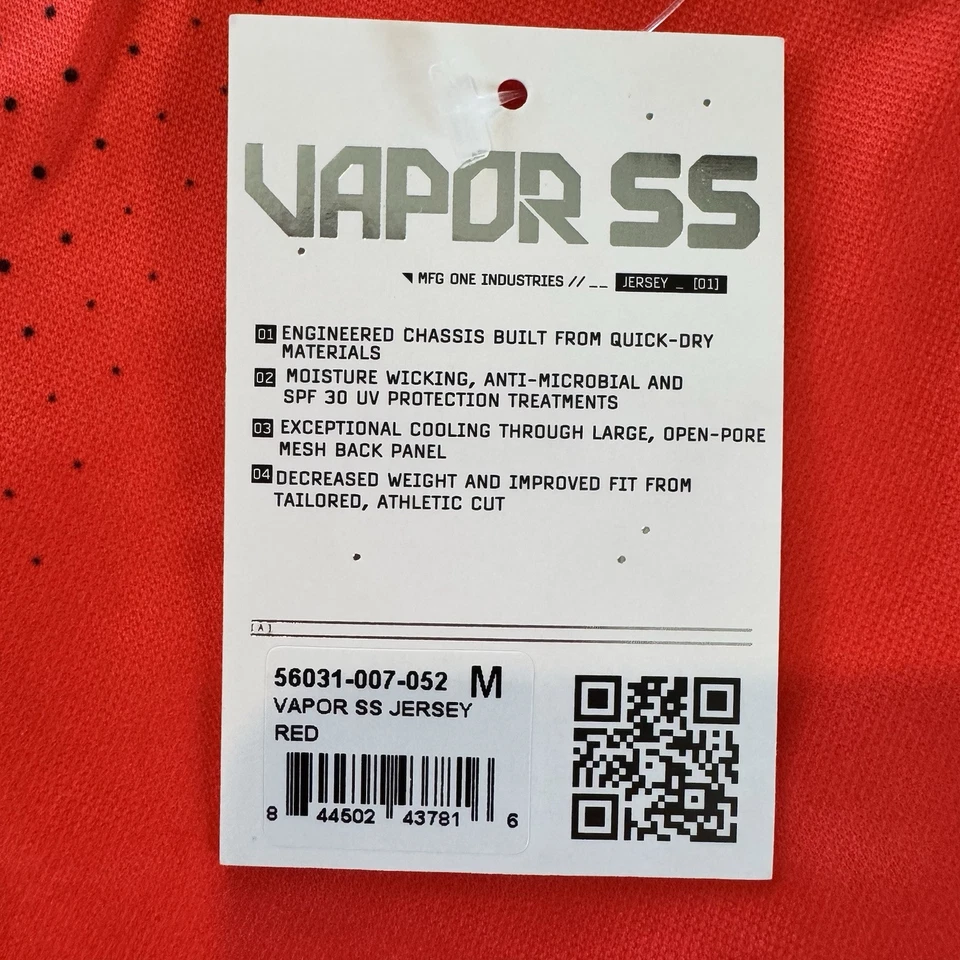 VAPOR SS
MFG ONE INDUSTRIES // __ JERSEY _ [01]
01 ENGINEERED CHASSIS BUILT FROM QUICK-DRY
MATERIALS
02 MOISTURE WICKING, ANTI-MICROBIAL AND
SPF 30 UV PROTECTION TREATMENTS
03 EXCEPTIONAL COOLING THROUGH LARGE, OPEN-PORE
MESH BACK PANEL
04 DECREASED WEIGHT AND IMPROVED FIT FROM
TAILORED, ATHLETIC CUT
[A]
56031-007-052 M
VAPOR SS JERSEY
RED
8 44502 43781 6